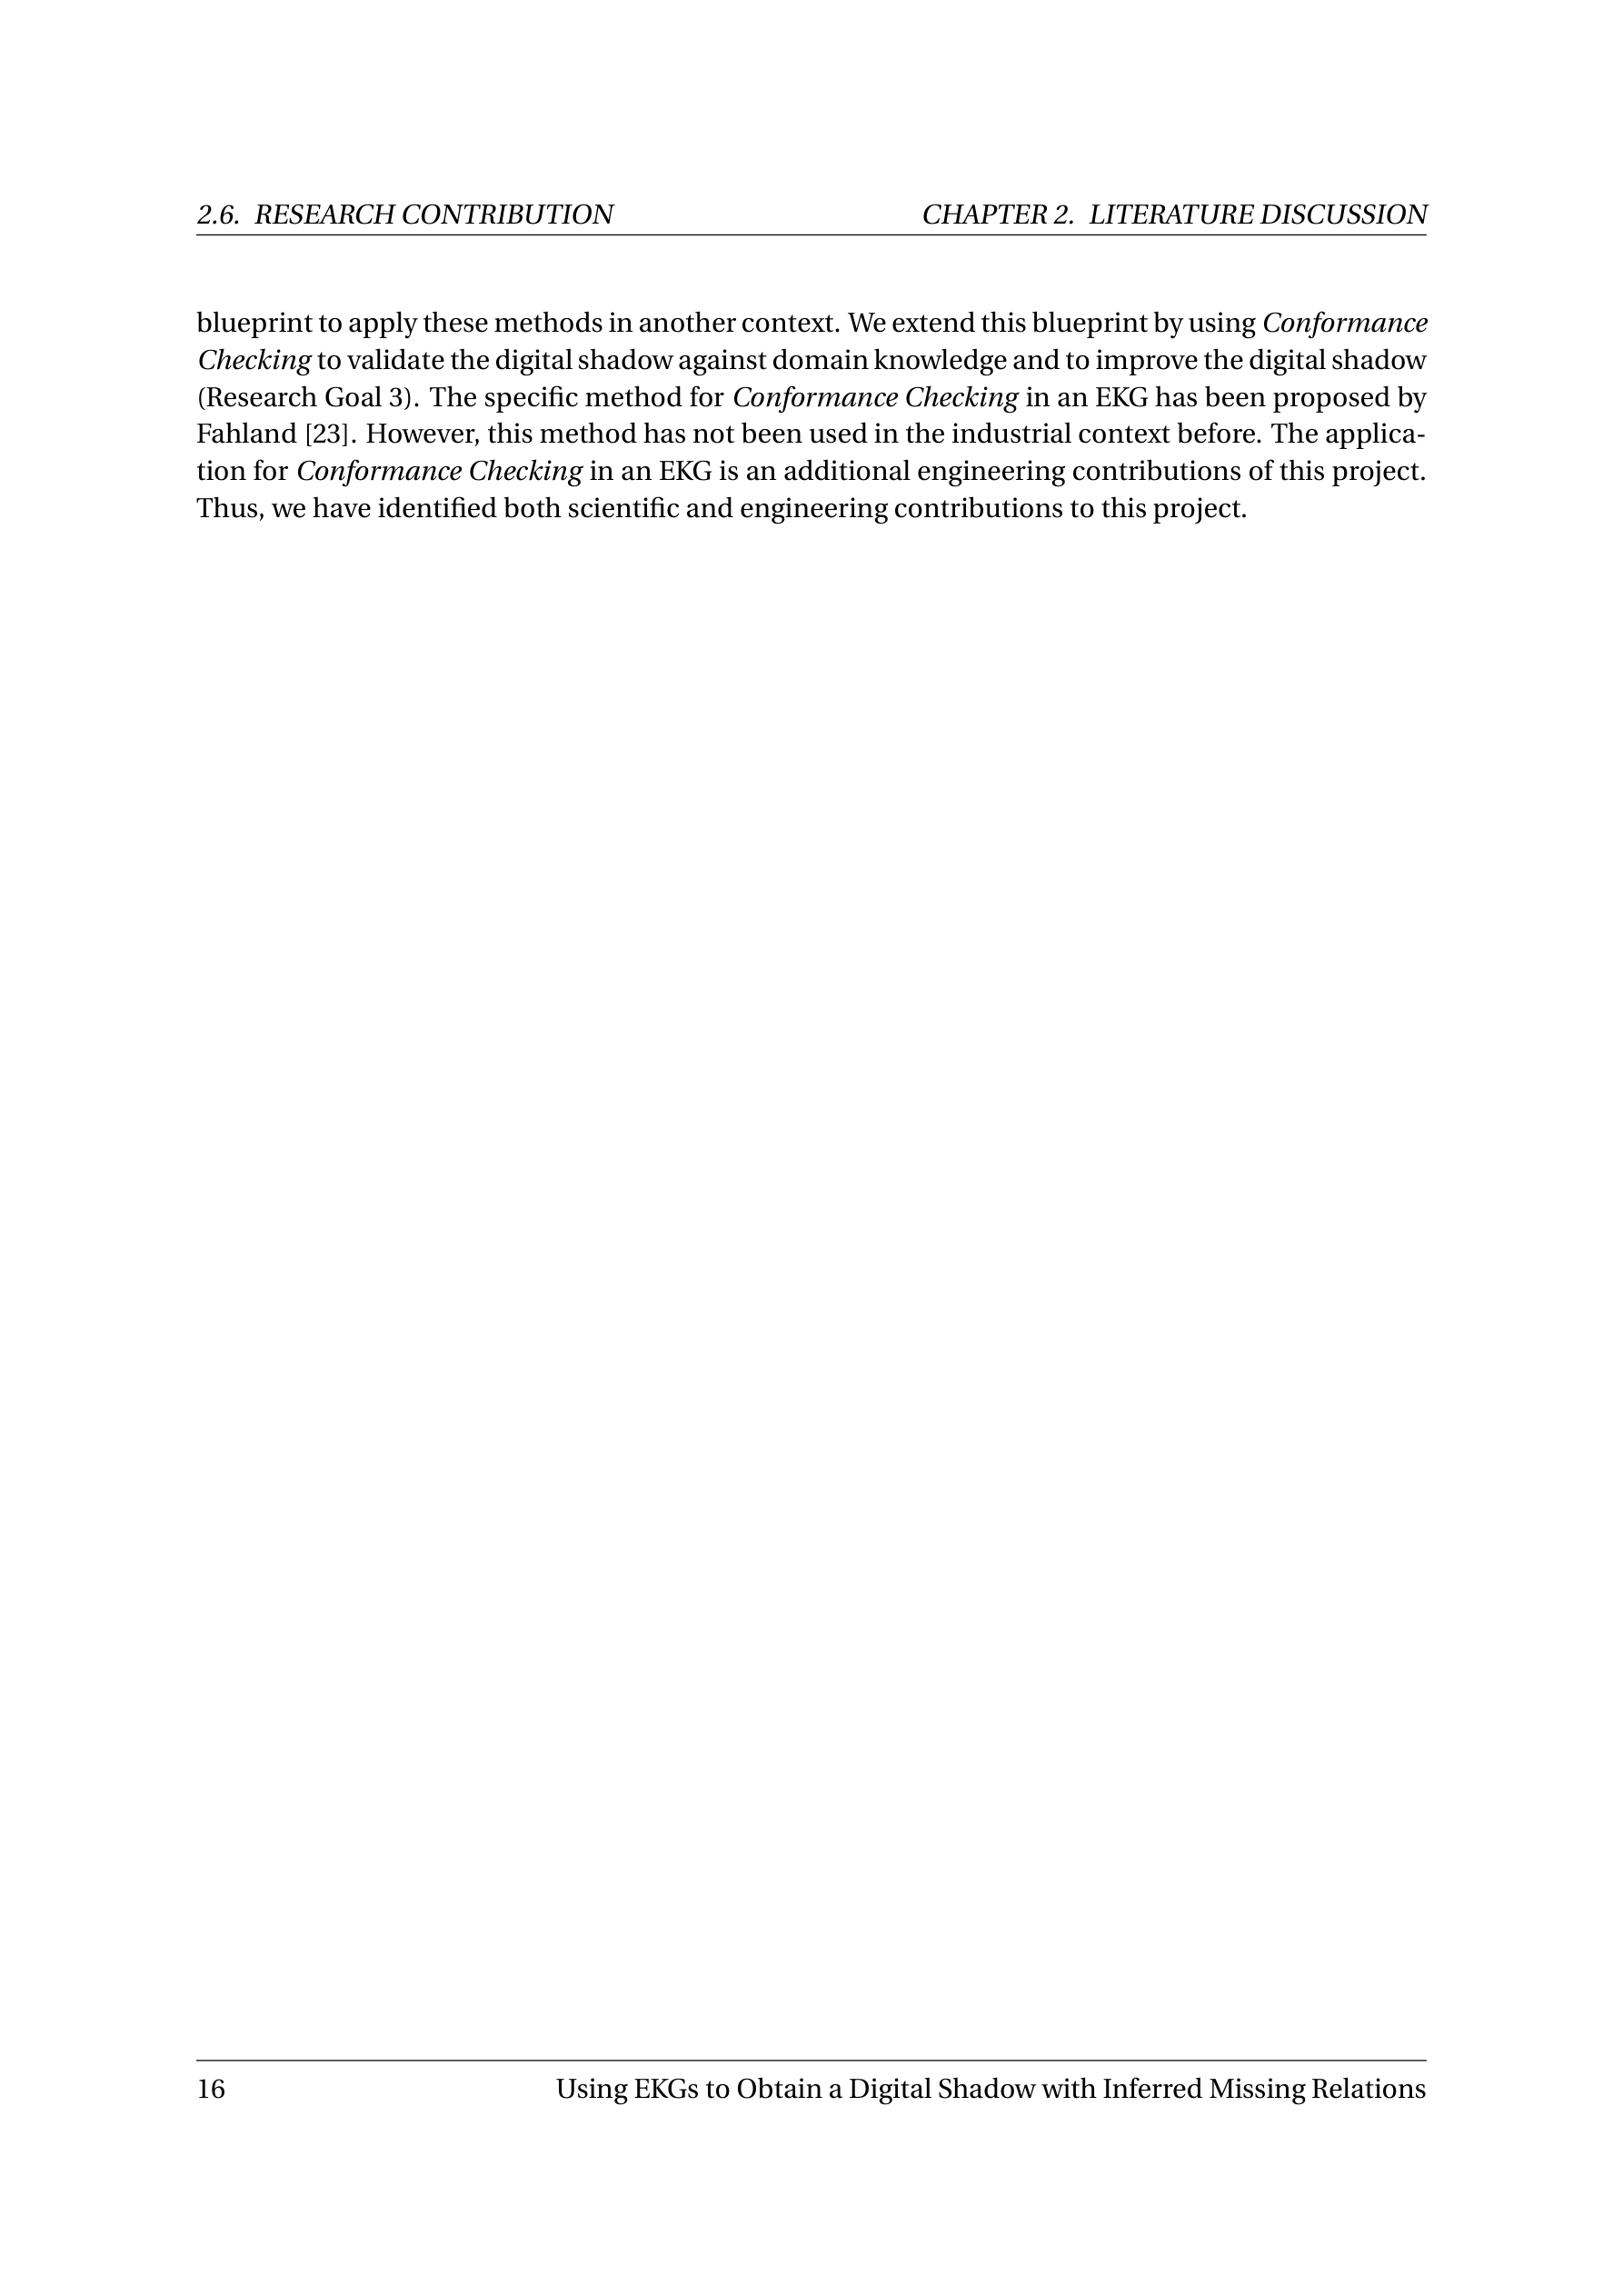 2.6. RESEARCH CONTRIBUTION CHAPTER 2. LITERATURE DISCUSSION
blueprint to apply these methods in another context. We extend this blueprint by using Conformance
Checking to validate the digital shadow against domain knowledge and to improve the digital shadow
(Research Goal 3). The specific method for Conformance Checking in an EKG has been proposed by
Fahland [23]. However, this method has not been used in the industrial context before. The applica-
tion for Conformance Checking in an EKG is an additional engineering contributions of this project.
Thus, we have identified both scientific and engineering contributions to this project.
16 Using EKGs to Obtain a Digital Shadow with Inferred Missing Relations